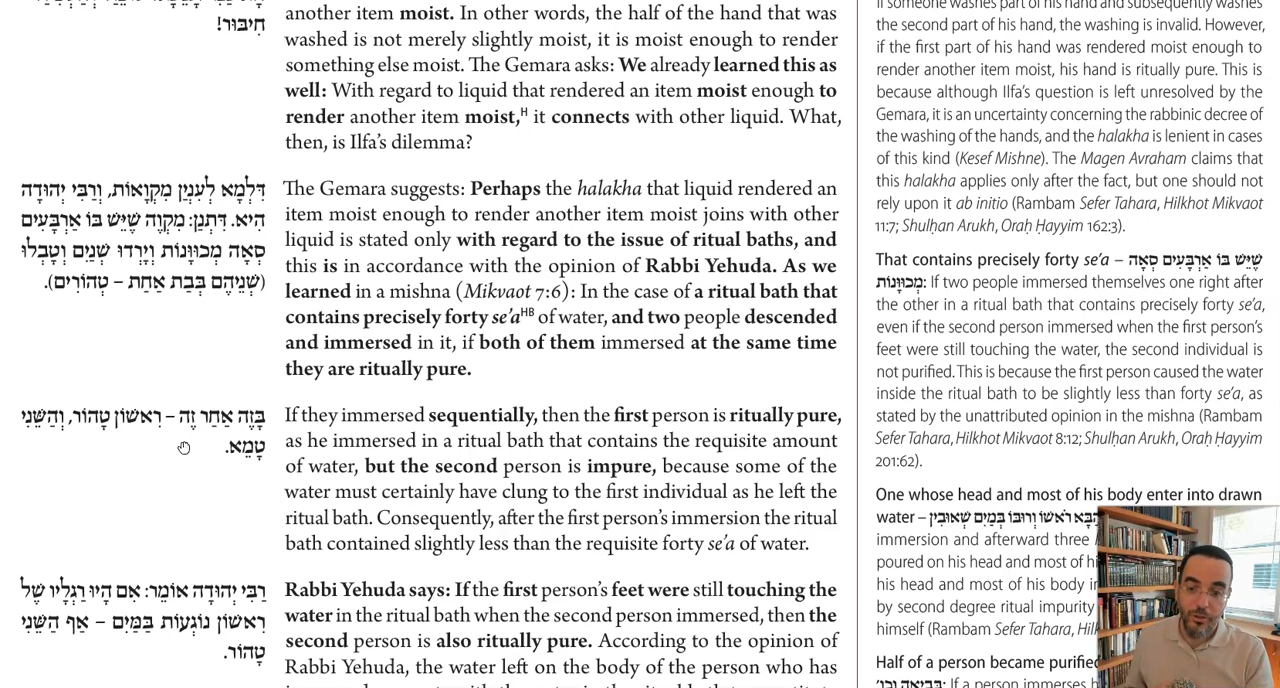 חִיבּוּר!
another item moist. In other words, the half of the hand that was
washed is not merely slightly moist, it is moist enough to render
something else moist. The Gemara asks: We already learned this as
well: With regard to liquid that rendered an item moist enough to
render another item moist,H it connects with other liquid. What,
then, is Ilfa's dilemma?
דִּלְמָא לְעִנְיַן מִקְוָאוֹת, וְרַבִּי יְהוּדָה
הִיא. דִּתְנַן: מִקְוֶה שֶׁיֵּשׁ בּוֹ אַרְבָּעִים
סְאָה מְכוּוָּנוֹת וְיָרְדוּ שְׁנַיִם וְטָבְלוּ
(שְׁנֵיהֶם בְּבַת אַחַת – טְהוֹרִים).
The Gemara suggests: Perhaps the halakha that liquid rendered an
item moist enough to render another item moist joins with other
liquid is stated only with regard to the issue of ritual baths, and
this is in accordance with the opinion of Rabbi Yehuda. As we
learned in a mishna (Mikvaot 7:6): In the case of a ritual bath that
contains precisely forty se'aHB of water, and two people descended
and immersed in it, if both of them immersed at the same time
they are ritually pure.
בָּזֶה אַחַר זֶה – רִאשׁוֹן טָהוֹר, וְהַשֵּׁנִי
טָמֵא.
If they immersed sequentially, then the first person is ritually pure,
as he immersed in a ritual bath that contains the requisite amount
of water, but the second person is impure, because some of the
water must certainly have clung to the first individual as he left the
ritual bath. Consequently, after the first person's immersion the ritual
bath contained slightly less than the requisite forty se'a of water.
רַבִּי יְהוּדָה אוֹמֵר: אִם הָיוּ רַגְלָיו שֶׁל
רִאשׁוֹן נוֹגְעוֹת בַּמַּיִם – אַף הַשֵּׁנִי
טָהוֹר.
Rabbi Yehuda says: If the first person's feet were still touching the
water in the ritual bath when the second person immersed, then the
second person is also ritually pure. According to the opinion of
Rabbi Yehuda, the water left on the body of the person who has
If someone washes part of his hand and subsequently washes
the second part of his hand, the washing is invalid. However,
if the first part of his hand was rendered moist enough to
render another item moist, his hand is ritually pure. This is
because although Ilfa's question is left unresolved by the
Gemara, it is an uncertainty concerning the rabbinic decree of
the washing of the hands, and the halakha is lenient in cases
of this kind (Kesef Mishne). The Magen Avraham claims that
this halakha applies only after the fact, but one should not
rely upon it ab initio (Rambam Sefer Tahara, Hilkhot Mikvaot
11:7; Shulḥan Arukh, Oraḥ Ḥayyim 162:3).
That contains precisely forty se'a – שֶׁיֵּשׁ בּוֹ אַרְבָּעִים סְאָה
מְכוּוָּנוֹת: If two people immersed themselves one right after
the other in a ritual bath that contains precisely forty se'a,
even if the second person immersed when the first person's
feet were still touching the water, the second individual is
not purified. This is because the first person caused the water
inside the ritual bath to be slightly less than forty se'a, as
stated by the unattributed opinion in the mishna (Rambam
Sefer Tahara, Hilkhot Mikvaot 8:12; Shulḥan Arukh, Oraḥ Ḥayyim
201:62).
One whose head and most of his body enter into drawn
water – הַבָּא רֹאשׁוֹ וְרוּבּוֹ בְּמַיִם שְׁאוּבִין
immersion and afterward three
poured on his head and most of h
his head and most of his body i
by second degree ritual impurity
himself (Rambam Sefer Tahara, Hil
Half of a person became purified
If a person immerses h